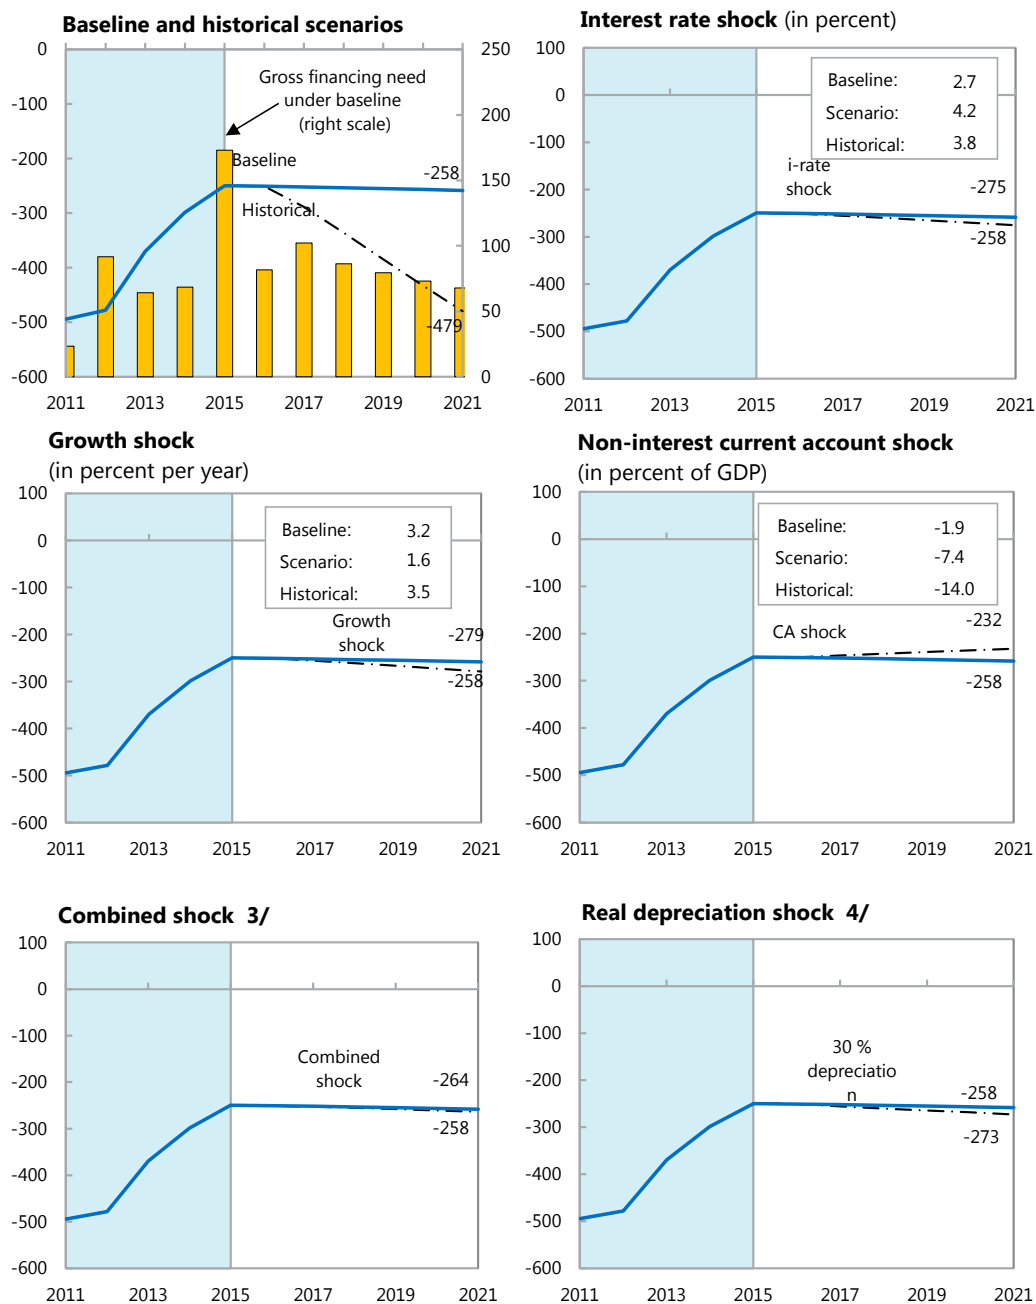 Baseline and historical scenarios
0
-100
-200
-300
-400
-500
-600
250
200
150
100
50
0
Gross financing need
under baseline
(right scale)
Baseline
-258
Historical
-479
2011 2013 2015 2017 2019 2021
Interest rate shock (in percent)
100
0
-100
-200
-300
-400
-500
-600
Baseline: 2.7
Scenario: 4.2
Historical: 3.8
i-rate
shock
-275
-258
2011 2013 2015 2017 2019 2021
Growth shock
(in percent per year)
100
0
-100
-200
-300
-400
-500
-600
Baseline: 3.2
Scenario: 1.6
Historical: 3.5
Growth
shock
-279
-258
2011 2013 2015 2017 2019 2021
Non-interest current account shock
(in percent of GDP)
100
0
-100
-200
-300
-400
-500
-600
Baseline: -1.9
Scenario: -7.4
Historical: -14.0
CA shock
-232
-258
2011 2013 2015 2017 2019 2021
Combined shock 3/
100
0
-100
-200
-300
-400
-500
-600
Combined
shock
-264
-258
2011 2013 2015 2017 2019 2021
Real depreciation shock 4/
100
0
-100
-200
-300
-400
-500
-600
30 %
depreciatio
n
-258
-273
2011 2013 2015 2017 2019 2021